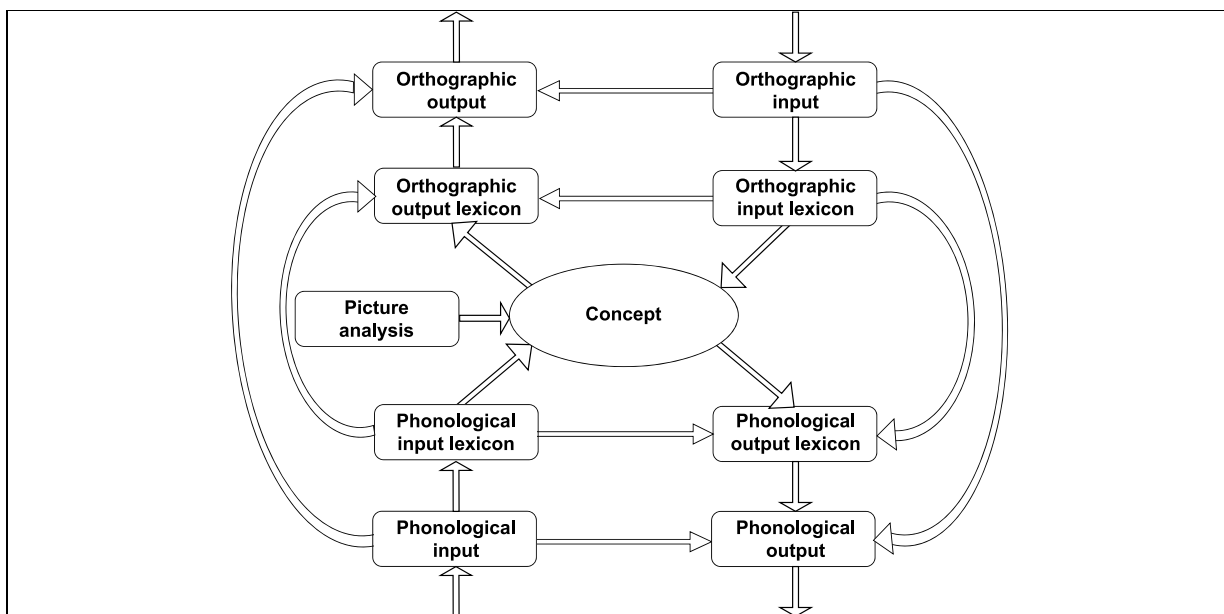 Orthographic
output
Orthographic
input
Orthographic
output lexicon
Orthographic
input lexicon
Picture
analysis
Concept
Phonological
input lexicon
Phonological
output lexicon
Phonological
input
Phonological
output